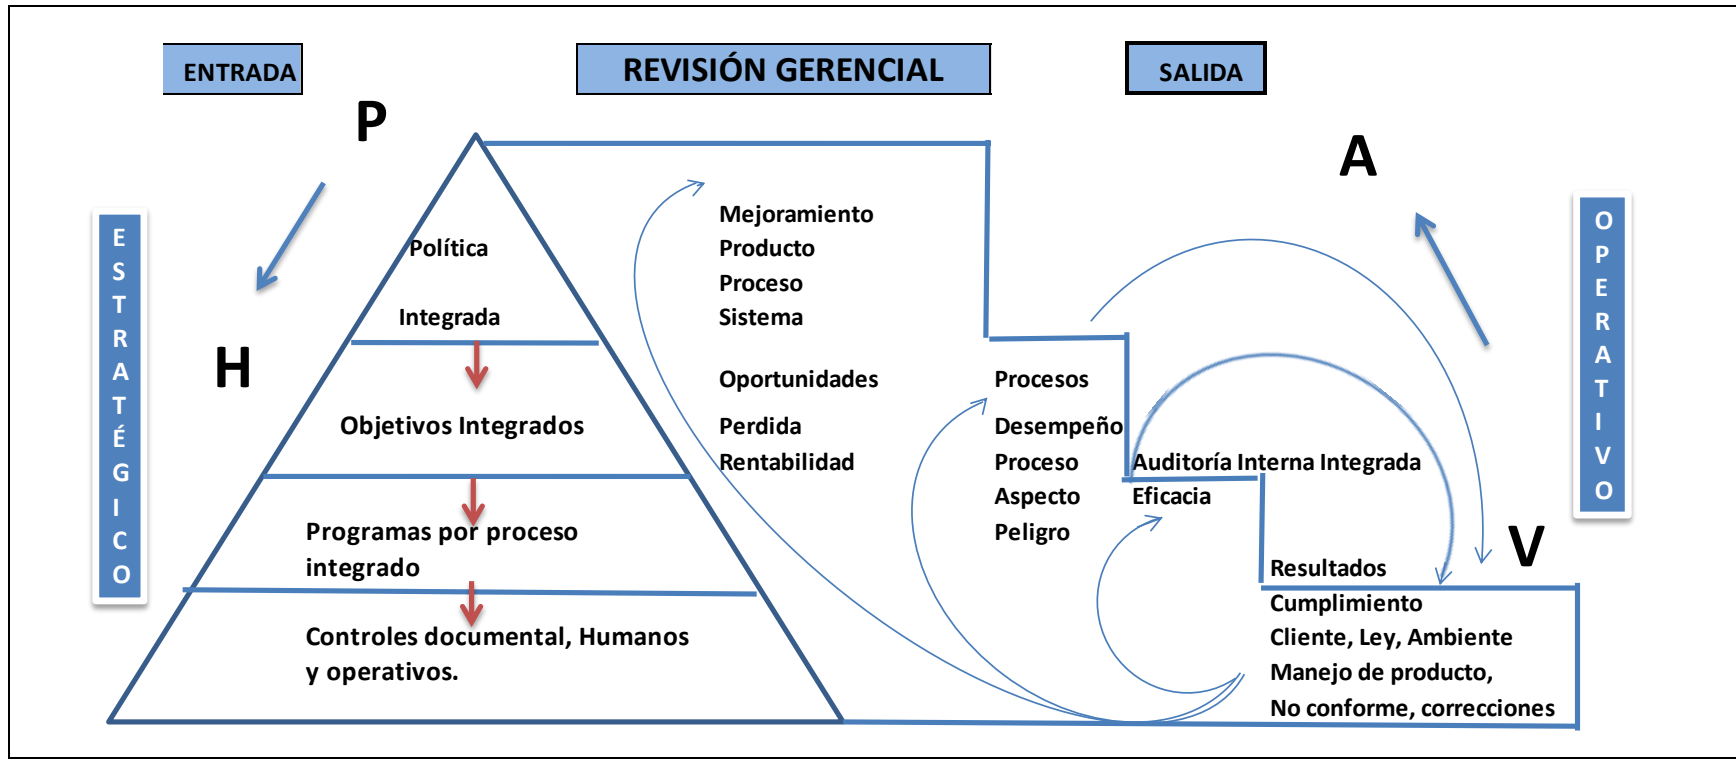 ENTRADA
REVISIÓN GERENCIAL
SALIDA
P
A
H
V
ESTRATÉGICO
Política
Integrada
Objetivos Integrados
Programas por proceso
integrado
Controles documental, Humanos
y operativos.
Mejoramiento
Producto
Proceso
Sistema
Oportunidades
Perdida
Rentabilidad
Procesos
Desempeño
Proceso
Aspecto
Peligro
Auditoría Interna Integrada
Eficacia
Resultados
Cumplimiento
Cliente, Ley, Ambiente
Manejo de producto,
No conforme, correcciones
OPERATIVO